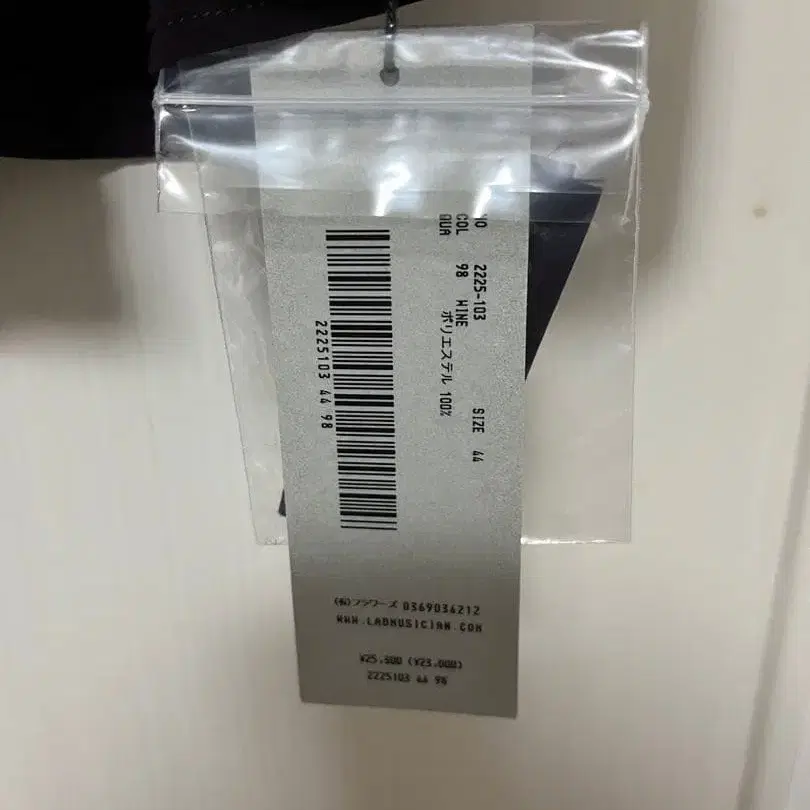 NO 2225-103 SIZE 44
COL 98 WINE
QUA ポリエステル 100%
2225103 44 98
(株)フラワーズ 0369036212
WWW.LADMUSICIAN.COM
¥25,300 (¥23,000)
2225103 44 98